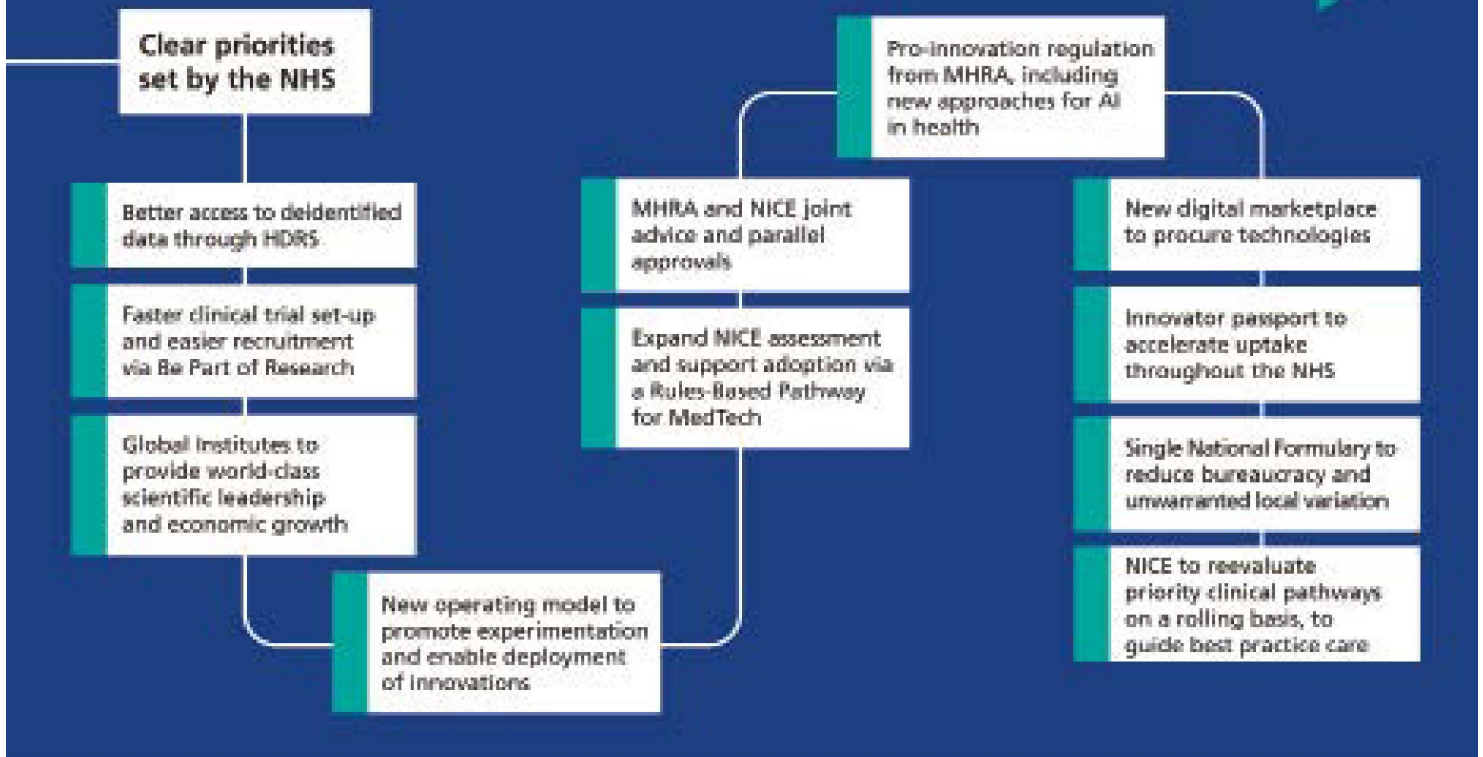 Clear priorities
set by the NHS
Better access to deidentified
data through HDRS
Faster clinical trial set-up
and easier recruitment
via Be Part of Research
Global Institutes to
provide world-class
scientific leadership
and economic growth
New operating model to
promote experimentation
and enable deployment
of innovations
Expand NICE assessment
and support adoption via
a Rules-Based Pathway
for MedTech
MHRA and NICE joint
advice and parallel
approvals
Pro-innovation regulation
from MHRA, including
new approaches for AI
in health
New digital marketplace
to procure technologies
Innovator passport to
accelerate uptake
throughout the NHS
Single National Formulary to
reduce bureaucracy and
unwarranted local variation
NICE to reevaluate
priority clinical pathways
on a rolling basis, to
guide best practice care